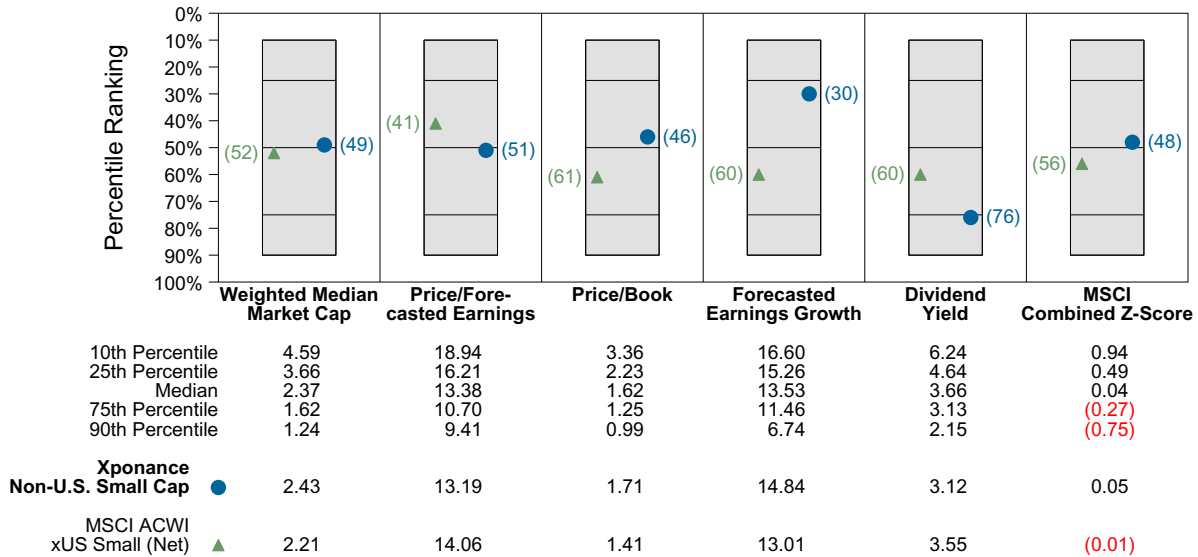 Percentile Ranking
0%
10%
20%
30%
40%
50%
60%
70%
80%
90%
100%
(52) (49)
(41) (51)
(61) (46)
(60) (30)
(60) (76)
(56) (48)
Weighted Median
Market Cap
Price/Fore-
casted Earnings
Price/Book
Forecasted
Earnings Growth
Dividend
Yield
MSCI
Combined Z-Score
10th Percentile 4.59 18.94 3.36 16.60 6.24 0.94
25th Percentile 3.66 16.21 2.23 15.26 4.64 0.49
Median 2.37 13.38 1.62 13.53 3.66 0.04
75th Percentile 1.62 10.70 1.25 11.46 3.13 (0.27)
90th Percentile 1.24 9.41 0.99 6.74 2.15 (0.75)
Xponance
Non-U.S. Small Cap 2.43 13.19 1.71 14.84 3.12 0.05
MSCI ACWI
xUS Small (Net) 2.21 14.06 1.41 13.01 3.55 (0.01)